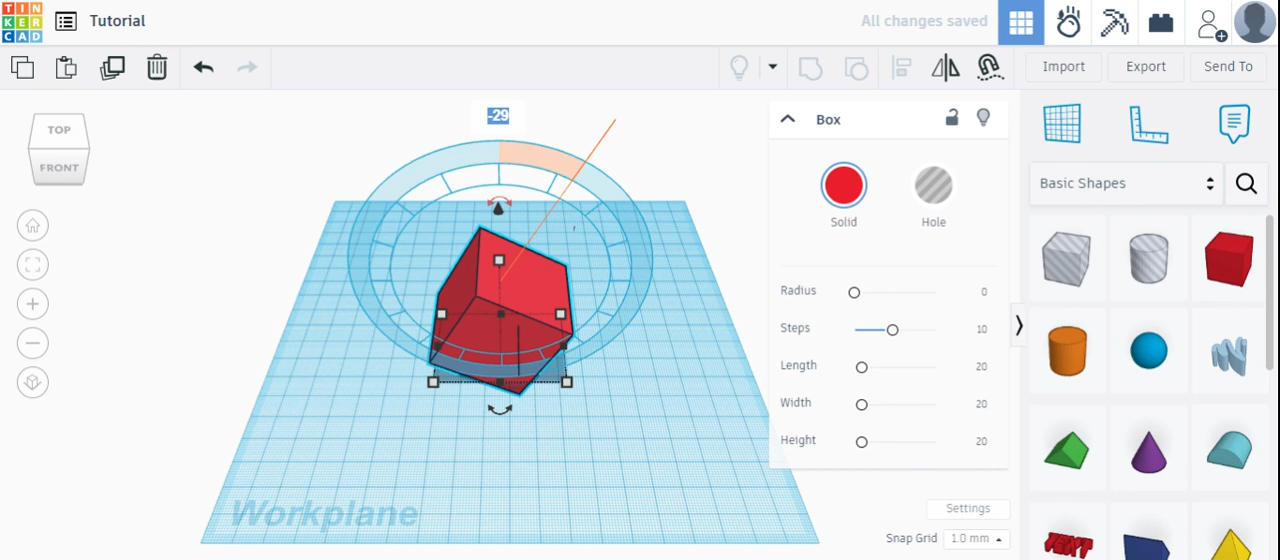 TIN
KER
CAD
Tutorial
All changes saved
Import
Export
Send To
TOP
FRONT
-29
Box
Solid
Hole
Radius 0
Steps 10
Length 20
Width 20
Height 20
Basic Shapes
TEXT
Workplane
Settings
Snap Grid 1.0 mm